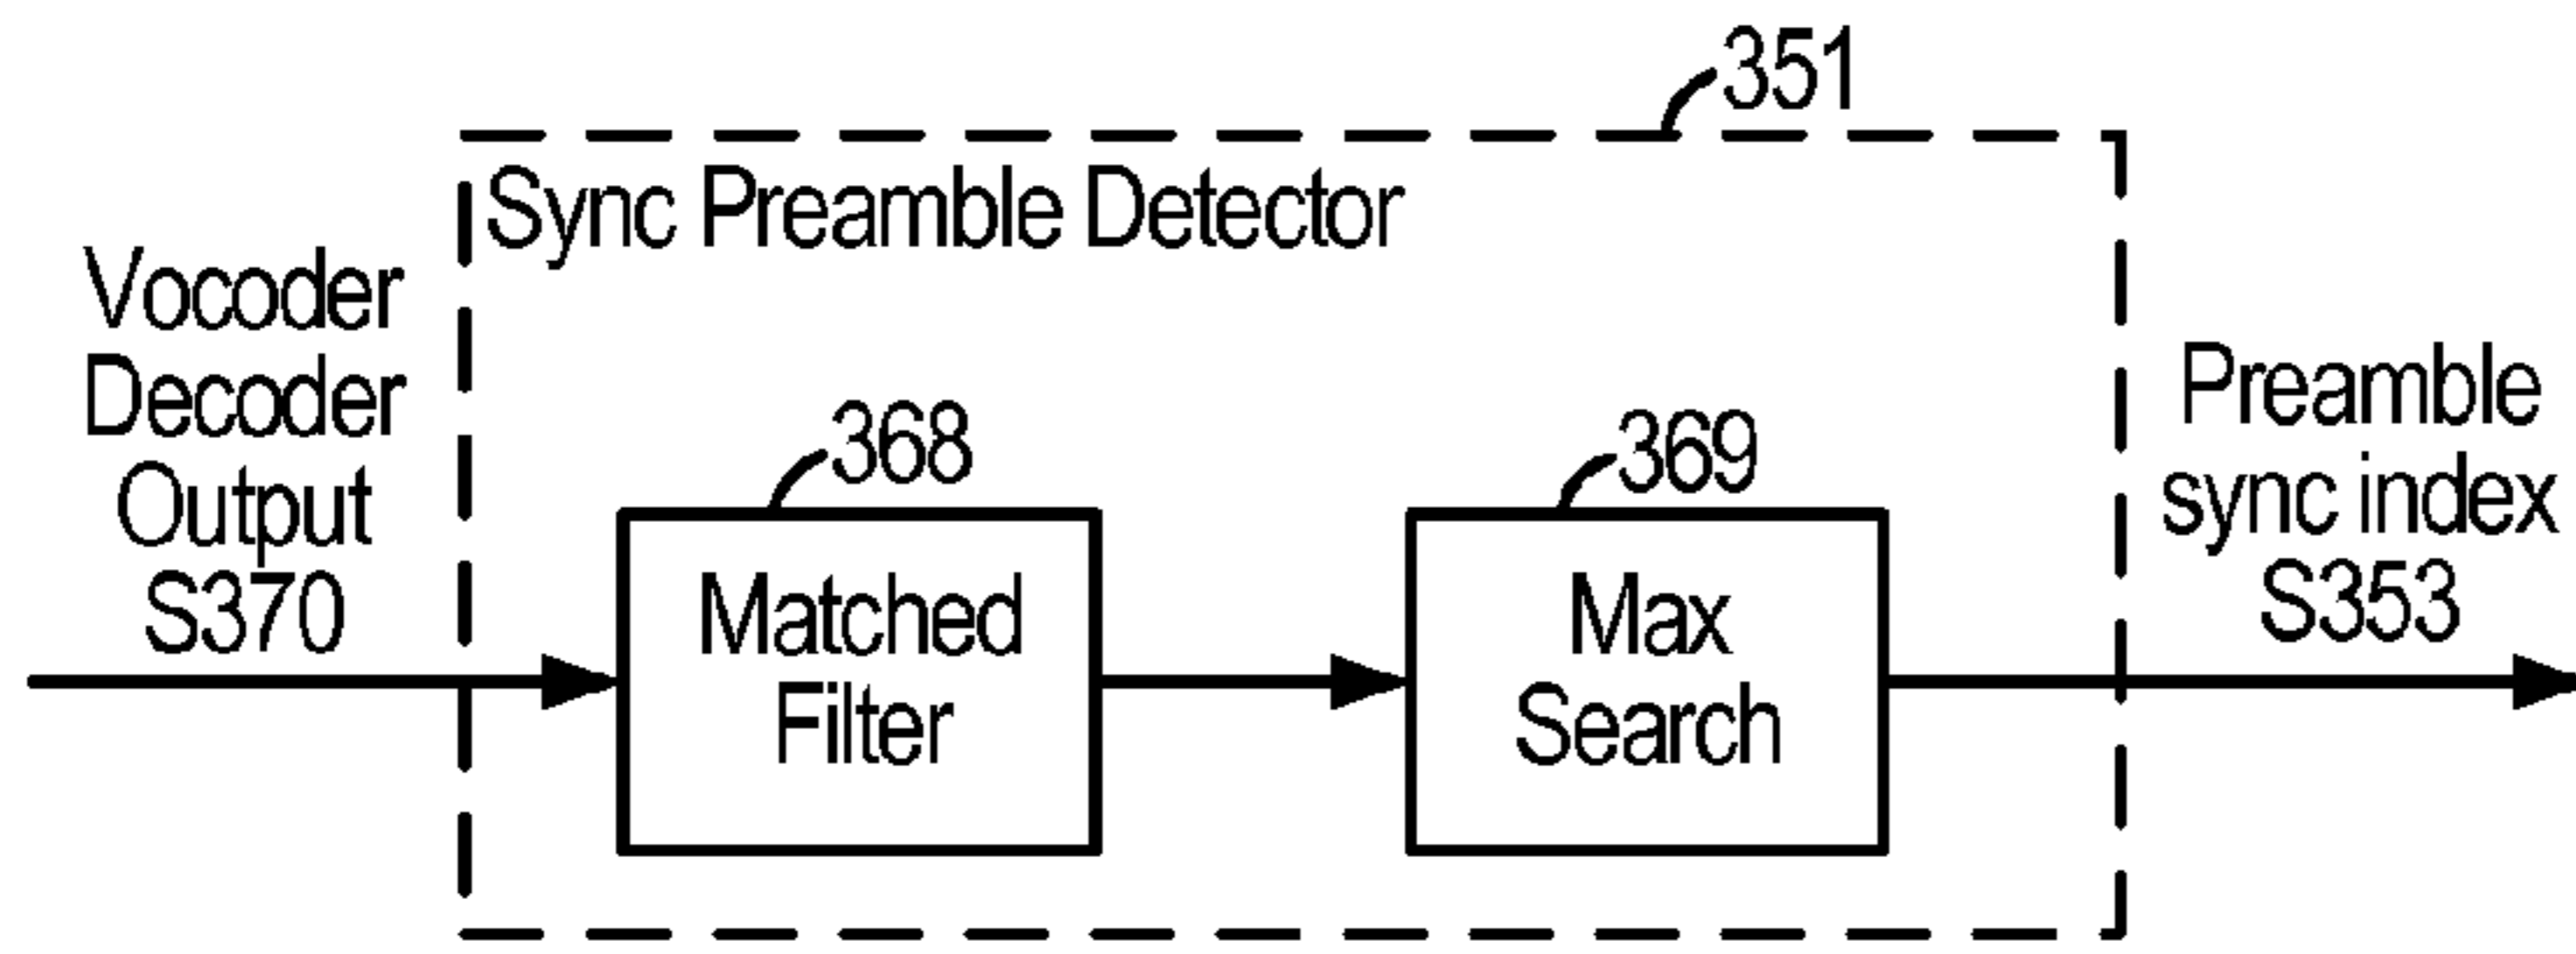 351
Sync Preamble Detector
Vocoder
Decoder
Output
S370
368
Matched
Filter
369
Max
Search
Preamble
sync index
S353